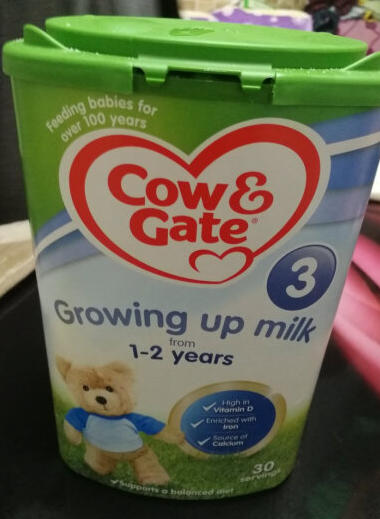 Feeding babies for
over 100 years
Cow &
Gate®
3
Growing up milk
from
1-2 years
High in
Vitamin D
Enriched with
Iron
Source of
Calcium
30
servings
Supports a balanced diet